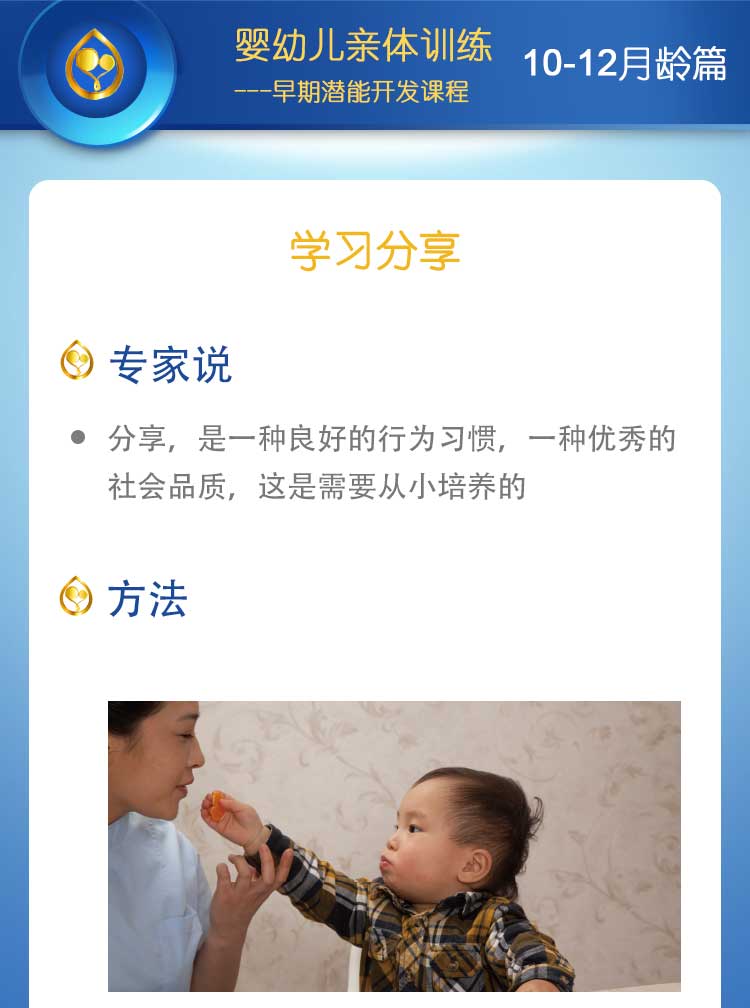 婴幼儿亲体训练
---早期潜能开发课程
10-12月龄篇
学习分享
专家说
分享，是一种良好的行为习惯，一种优秀的
社会品质，这是需要从小培养的
方法